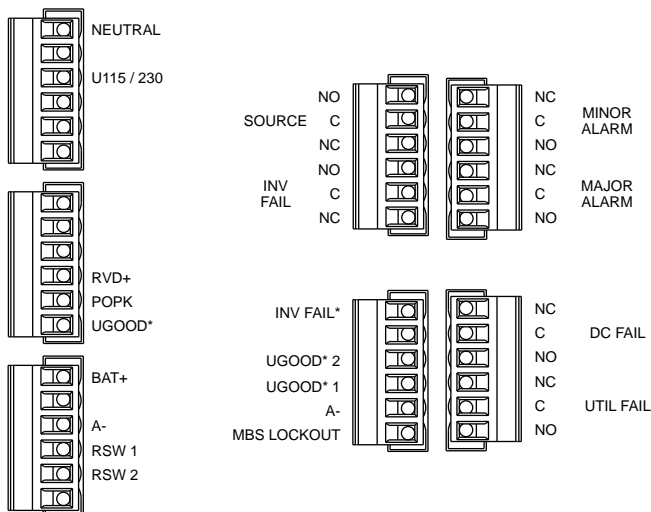 NEUTRAL
U115 / 230
RVD+
POPK
UGOOD*
BAT+
A-
RSW 1
RSW 2
NO
SOURCE C
NC
NO
INV
FAIL
C
NC
NC
C
MINOR
ALARM
NO
NC
C
MAJOR
ALARM
NO
INV FAIL*
UGOOD* 2
UGOOD* 1
A-
MBS LOCKOUT
NC
C DC FAIL
NO
NC
C UTIL FAIL
NO